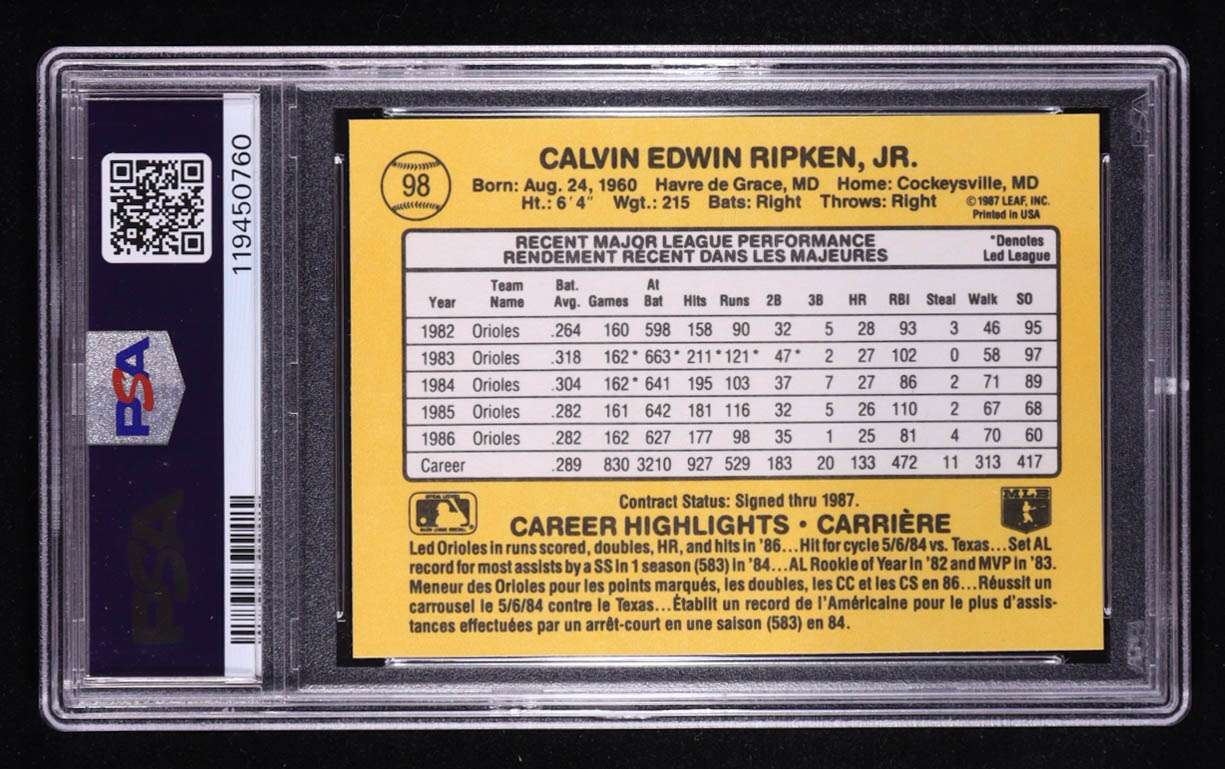 119450760
PSA
PSA
98
CALVIN EDWIN RIPKEN, JR.
Born: Aug. 24, 1960 Havre de Grace, MD Home: Cockeysville, MD
Ht.: 6'4" Wgt.: 215 Bats: Right Throws: Right
©1987 LEAF, INC.
Printed in USA
RECENT MAJOR LEAGUE PERFORMANCE
RENDEMENT RÉCENT DANS LES MAJEURES
*Denotes
Led League
Year Team Name Bat. Avg. Games At Bat Hits Runs 2B 3B HR RBI Steal Walk SO
1982 Orioles .264 160 598 158 90 32 5 28 93 3 46 95
1983 Orioles .318 162* 663* 211* 121* 47* 2 27 102 0 58 97
1984 Orioles .304 162* 641 195 103 37 7 27 86 2 71 89
1985 Orioles .282 161 642 181 116 32 5 26 110 2 67 68
1986 Orioles .282 162 627 177 98 35 1 25 81 4 70 60
Career .289 830 3210 927 529 183 20 133 472 11 313 417
Contract Status: Signed thru 1987.
CAREER HIGHLIGHTS • CARRIÈRE
MLB
Led Orioles in runs scored, doubles, HR, and hits in '86...Hit for cycle 5/6/84 vs. Texas...Set AL
record for most assists by a SS in 1 season (583) in '84...AL Rookie of Year in '82 and MVP in '83.
Meneur des Orioles pour les points marqués, les doubles, les CC et les CS en 86...Réussit un
carrousel le 5/6/84 contre le Texas...Établit un record de l'Américaine pour le plus d'assis-
tances effectuées par un arrêt-court en une saison (583) en 84.